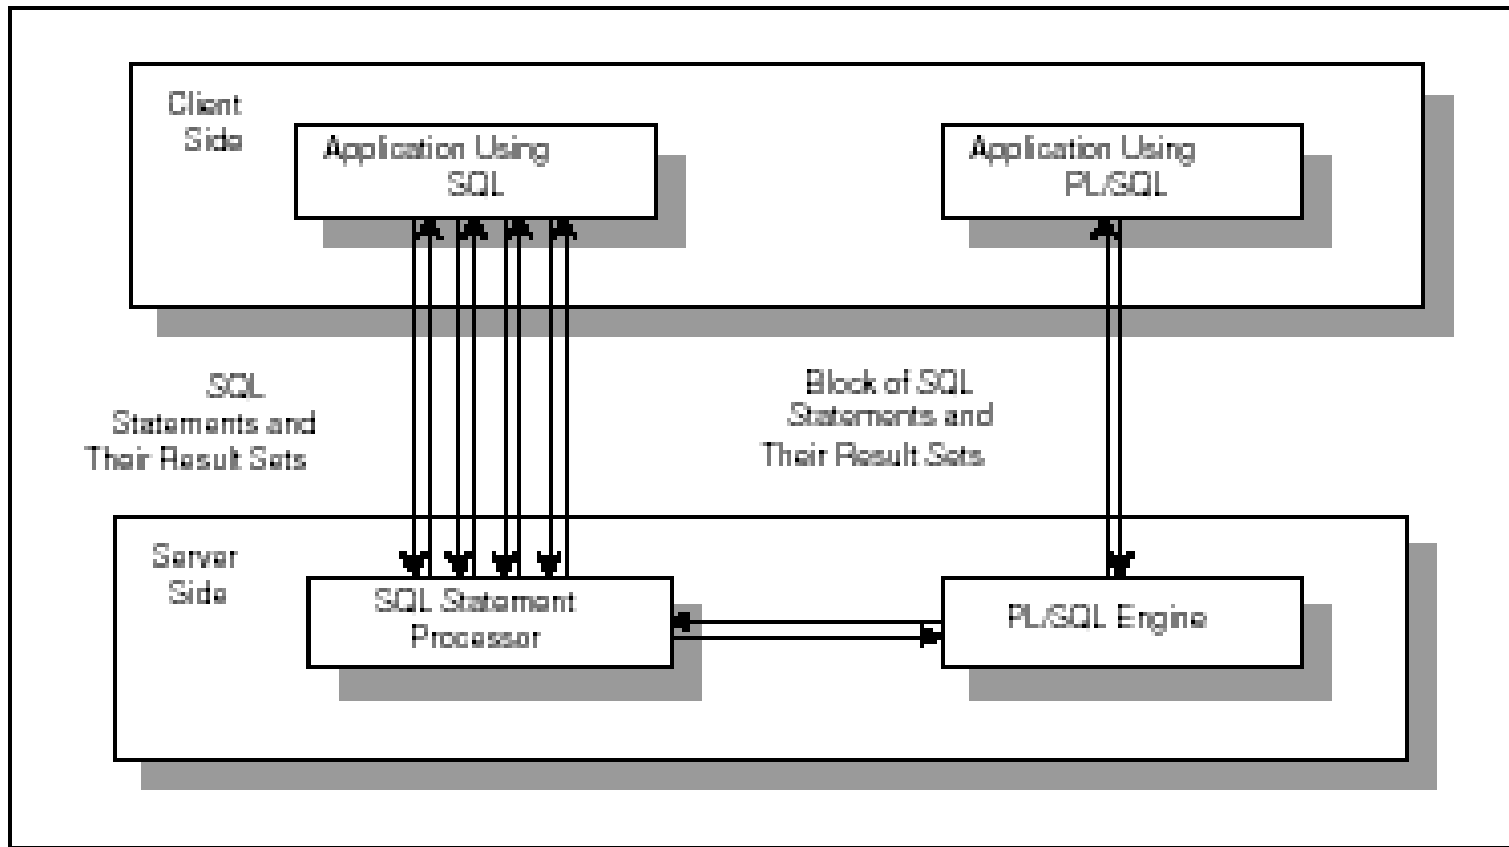 Client
Side
Application Using
SQL
Application Using
PL/SQL
SQL
Statements and
Their Result Sets
Block of SQL
Statements and
Their Result Sets
Server
Side
SQL Statement
Processor
PL/SQL Engine